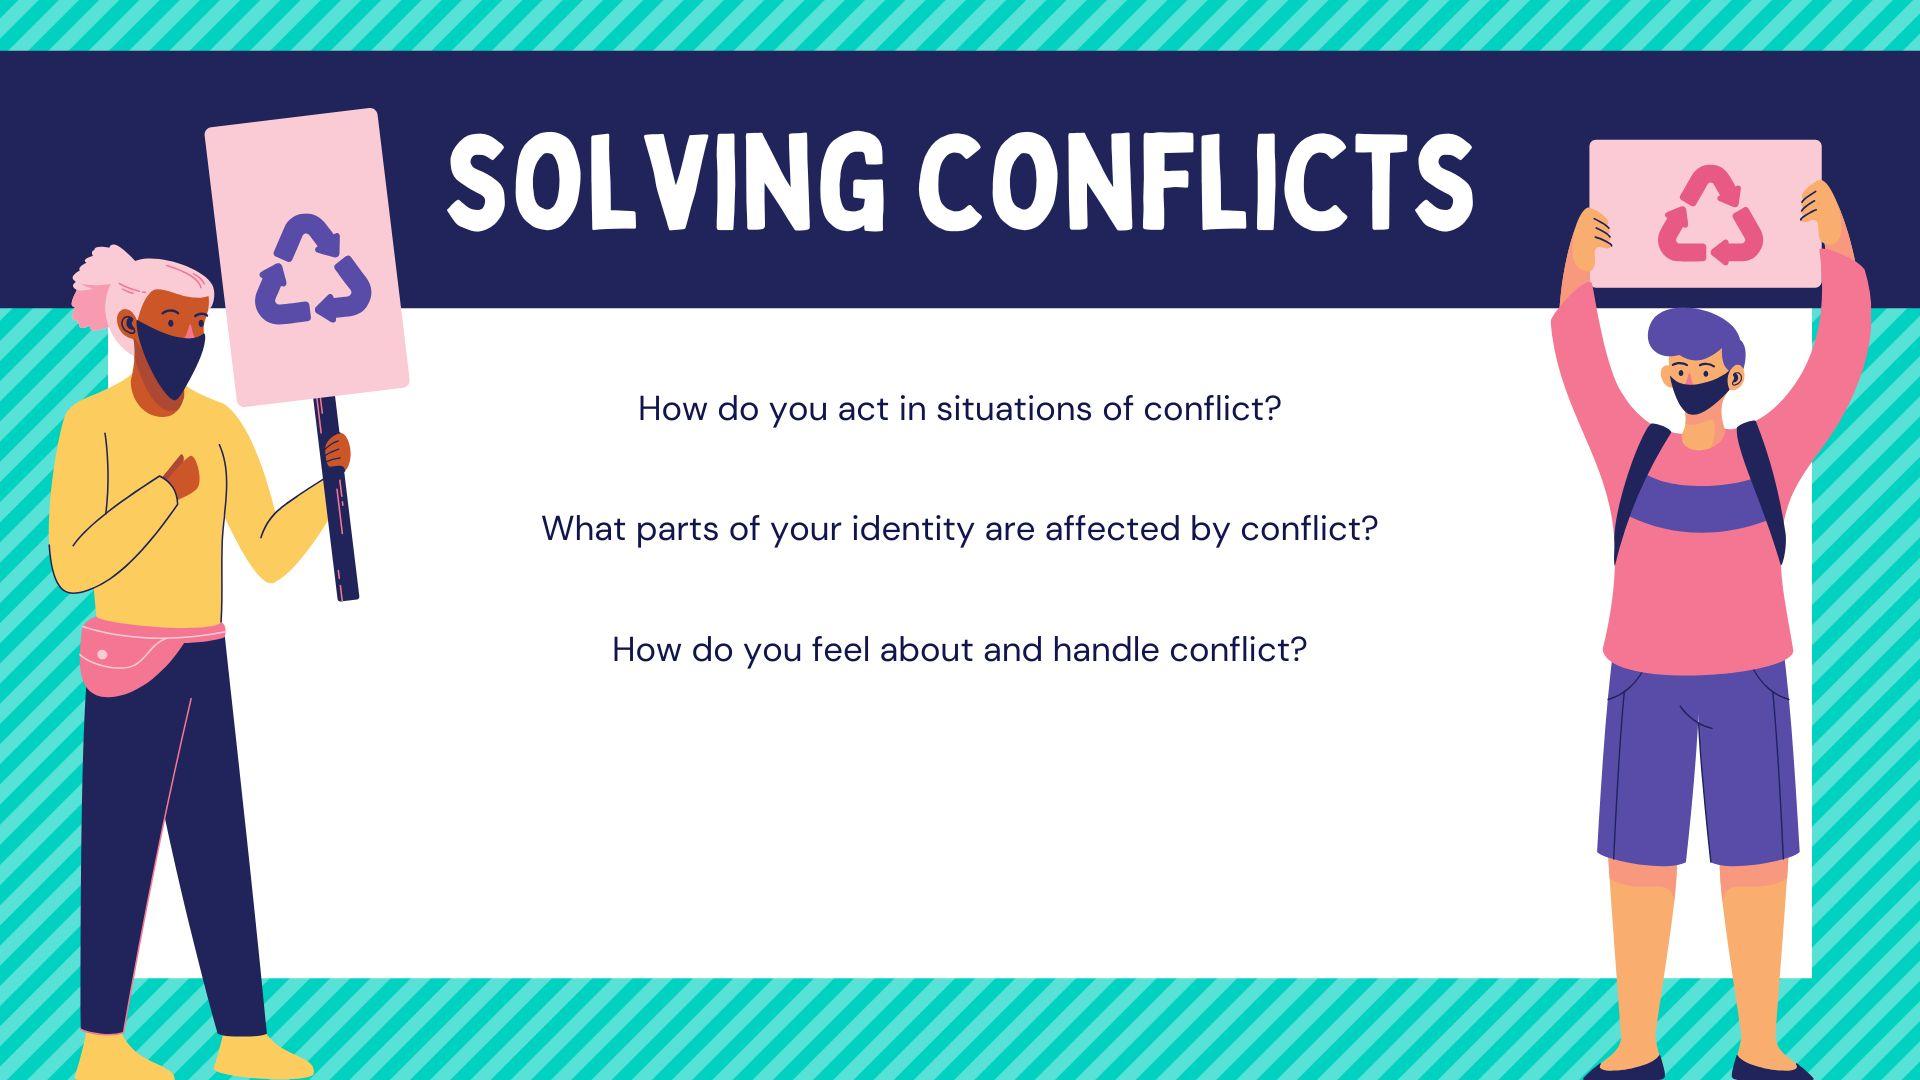 SOLVING CONFLICTS
How do you act in situations of conflict?
What parts of your identity are affected by conflict?
How do you feel about and handle conflict?